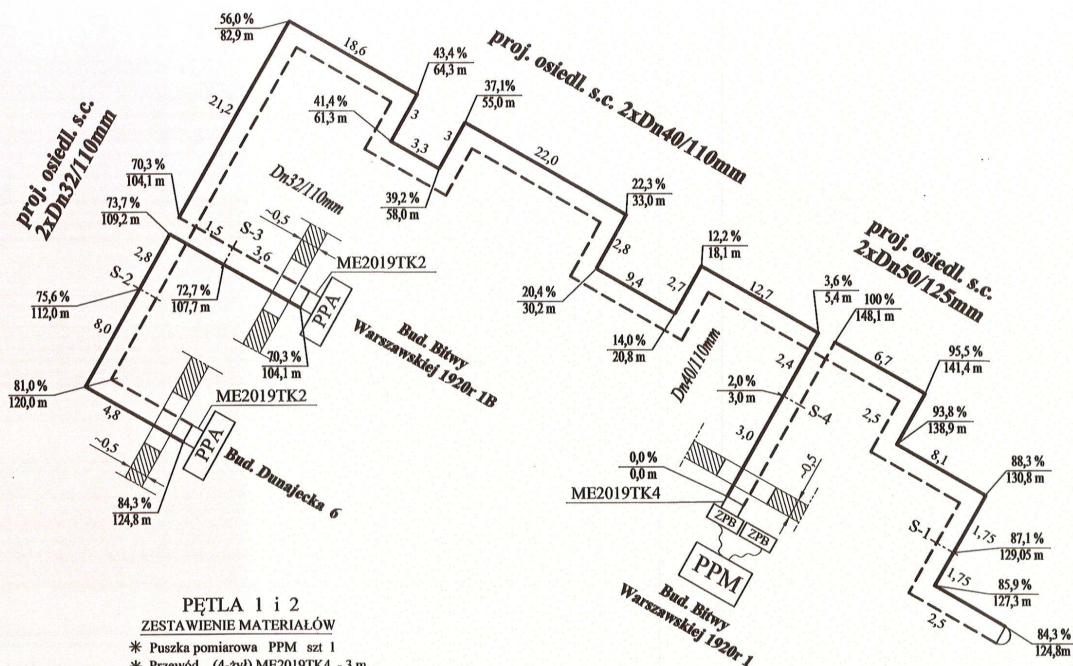 56,0 %
82,9 m
18,6
43,4 %
64,3 m
proj. osiedl. s.c. 2xDn40/110mm
37,1%
55,0 m
41,4 %
61,3 m
3
3,3
3
21,2
22,0
proj. osiedl. s.c.
2xDn32/110mm
70,3 %
104,1 m
Dn32/110mm
39,2 %
58,0 m
22,3 %
33,0 m
73,7 %
109,2 m
~0,5
1,5
S-3
3,6
ME2019TK2
2,8
12,2 %
18,1 m
proj. osiedl. s.c.
2xDn50/125mm
2,8
S-2
9,4
2,7
12,7
3,6 %
5,4 m
100 %
148,1 m
75,6 %
112,0 m
72,7 %
107,7 m
PPA
20,4 %
30,2 m
8,0
Bud. Bitwy
Warszawskiej 1920r 1B
14,0 %
20,8 m
2,4
6,7
95,5 %
141,4 m
70,3 %
104,1 m
Dn40/110mm
2,0 %
3,0 m
S-4
2,5
93,8 %
138,9 m
81,0 %
120,0 m
4,8
ME2019TK2
3,0
8,1
88,3 %
130,8 m
~0,5
PPA
Bud. Dunajecka 6
0,0 %
0,0 m
~0,5
ME2019TK4
84,3 %
124,8 m
ZPB
ZPB
S-1
1,75
87,1 %
129,05 m
PPM
1,75
85,9 %
127,3 m
Bud. Bitwy
Warszawskiej 1920r 1
2,5
84,3 %
124,8m
PĘTLA 1 i 2
ZESTAWIENIE MATERIAŁÓW
* Puszka pomiarowa PPM szt 1
* Przewód (4-żył) ME2019TK4 - 3 m